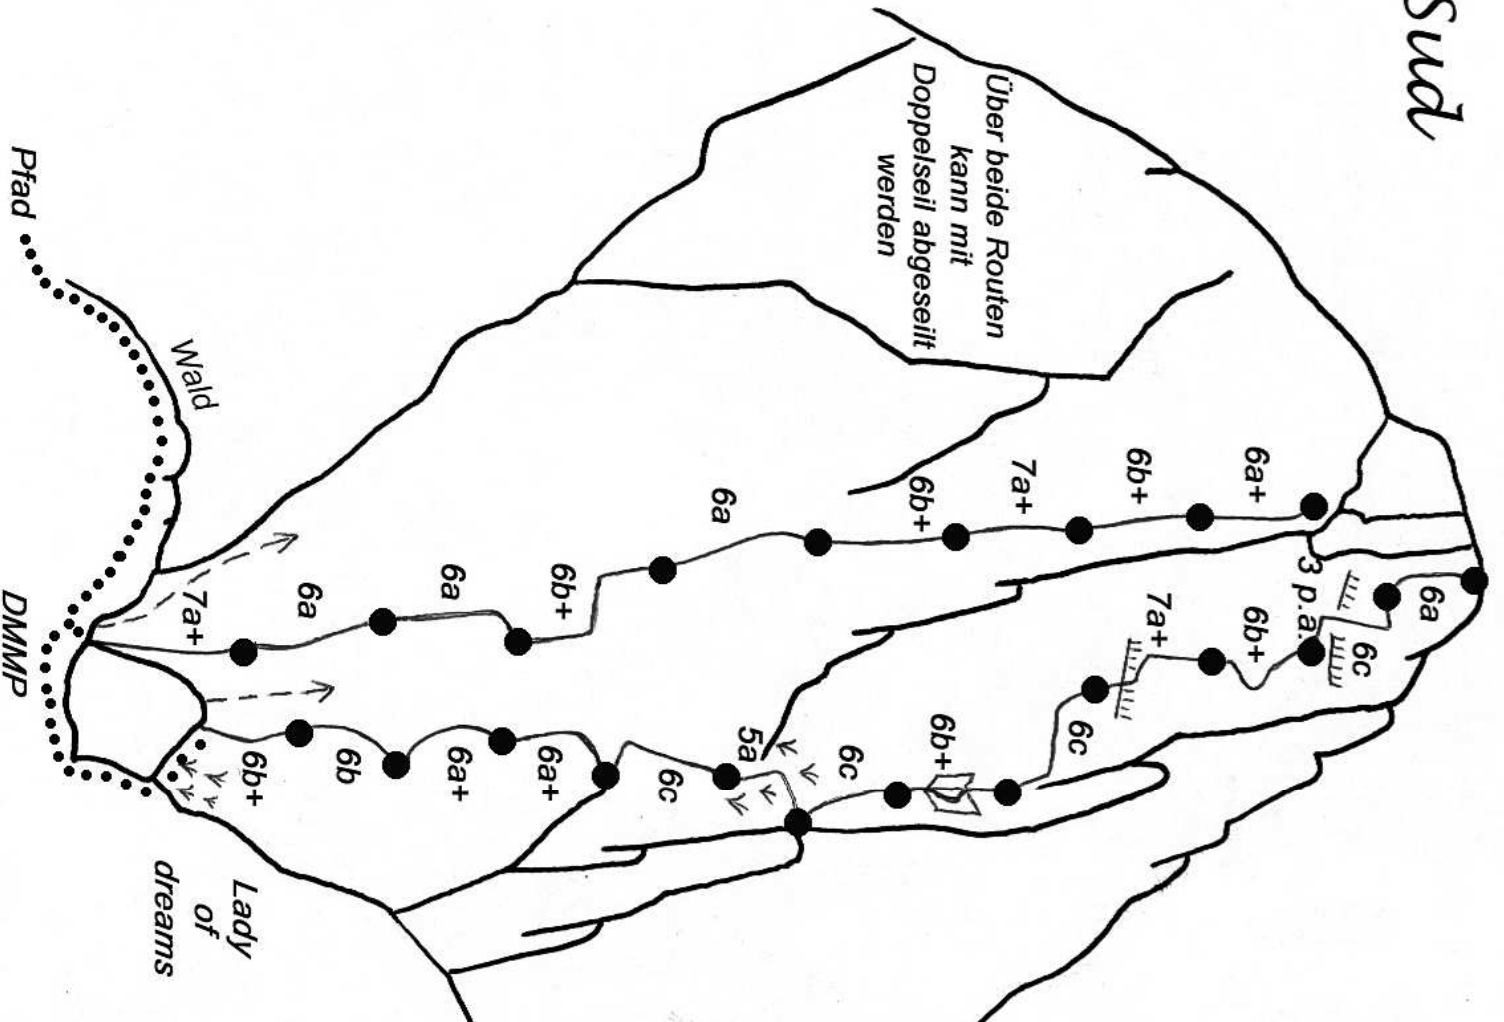 Sud
Über beide Routen
kann mit
Doppelseil abgeseilt
werden
6a+
6b+
7a+
6b+
6a
6b+
6a
6a
7a+
6a
6c
3 p.a.
6b+
7a+
6c
6b+
6c
5a
6c
6a+
6a+
6b
6b+
Wald
Pfad
DMMP
Lady
of
dreams